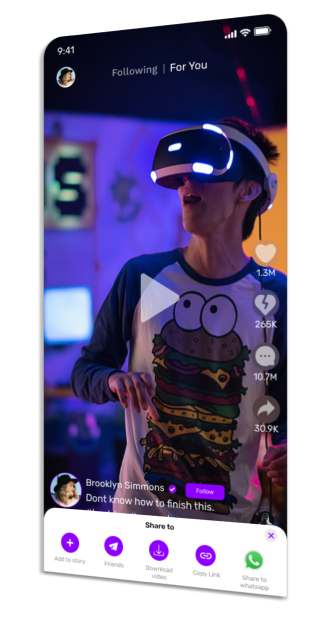 9:41
Following | For You
1.3M
265K
10.7M
30.9K
Brooklyn Simmons
Follow
Dont know how to finish this.
Share to
Add to story
Friends
Download
video
Copy Link
Share to
whatsapp